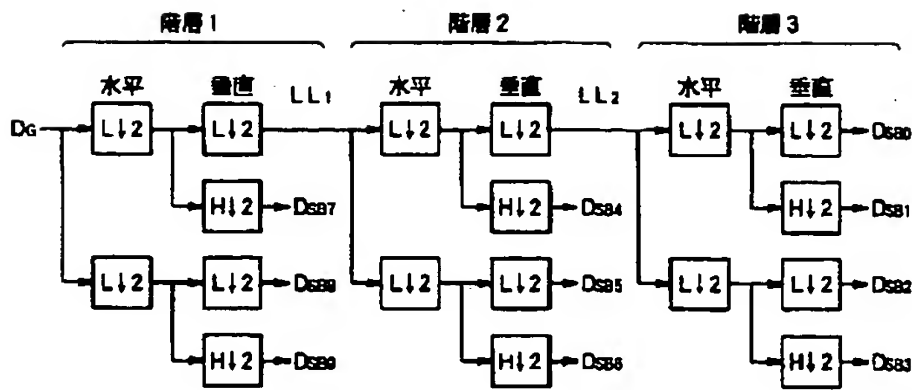 階層1 階層2 階層3
水平 垂直 LL1 水平 垂直 LL2 水平 垂直
DG L↓2 L↓2 L↓2 L↓2 L↓2 L↓2 DSB0
H↓2 DSB7 H↓2 DSB4 H↓2 DSB1
L↓2 L↓2 DSB8 L↓2 L↓2 DSB5 L↓2 L↓2 DSB2
H↓2 DSB9 H↓2 DSB6 H↓2 DSB3